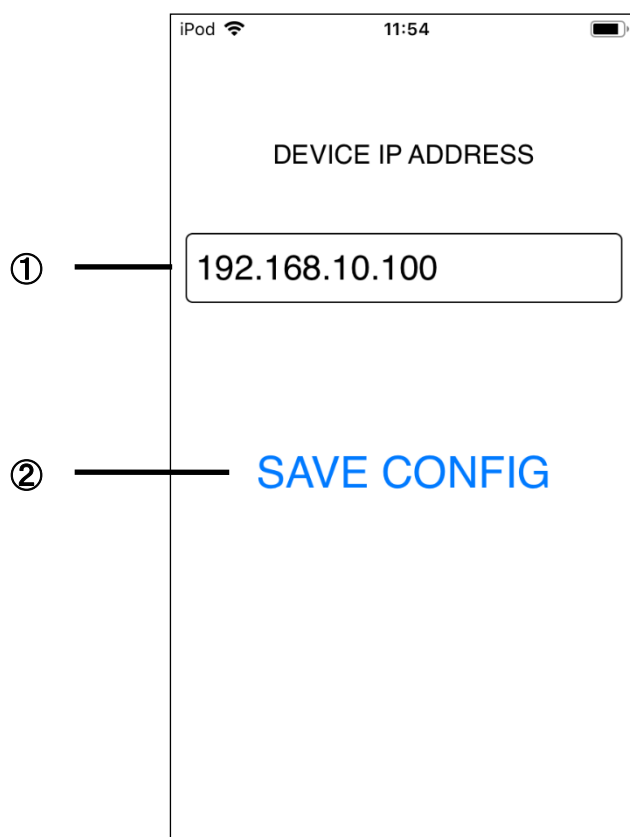 iPod 11:54
DEVICE IP ADDRESS
① 192.168.10.100
② SAVE CONFIG